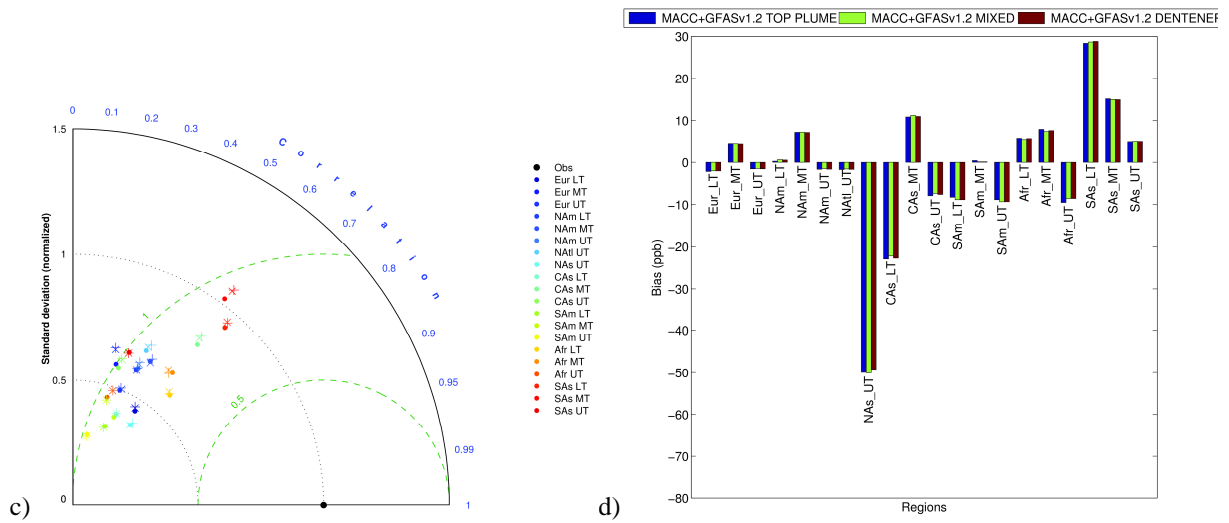 c)
0
0.1
0.2
0.3
0.4
0.5
0.6
0.7
0.8
0.9
0.95
0.99
1
Correlation
1.5
1
0.5
0
Standard deviation (normalized)
1
0.5
Obs
Eur LT
Eur MT
Eur UT
NAm LT
NAm MT
NAm UT
NAtl UT
NAs UT
CAs LT
CAs MT
CAs UT
SAm LT
SAm MT
SAm UT
Afr LT
Afr MT
Afr UT
SAs LT
SAs MT
SAs UT
d)
MACC+GFASv1.2 TOP PLUME
MACC+GFASv1.2 MIXED
MACC+GFASv1.2 DENTENER
30
20
10
0
−10
−20
−30
−40
−50
−60
−70
−80
Bias (ppb)
Eur_LT
Eur_MT
Eur_UT
NAm_LT
NAm_MT
NAm_UT
NAtl_UT
NAs_UT
CAs_LT
CAs_MT
CAs_UT
SAm_LT
SAm_MT
SAm_UT
Afr_LT
Afr_MT
Afr_UT
SAs_LT
SAs_MT
SAs_UT
Regions